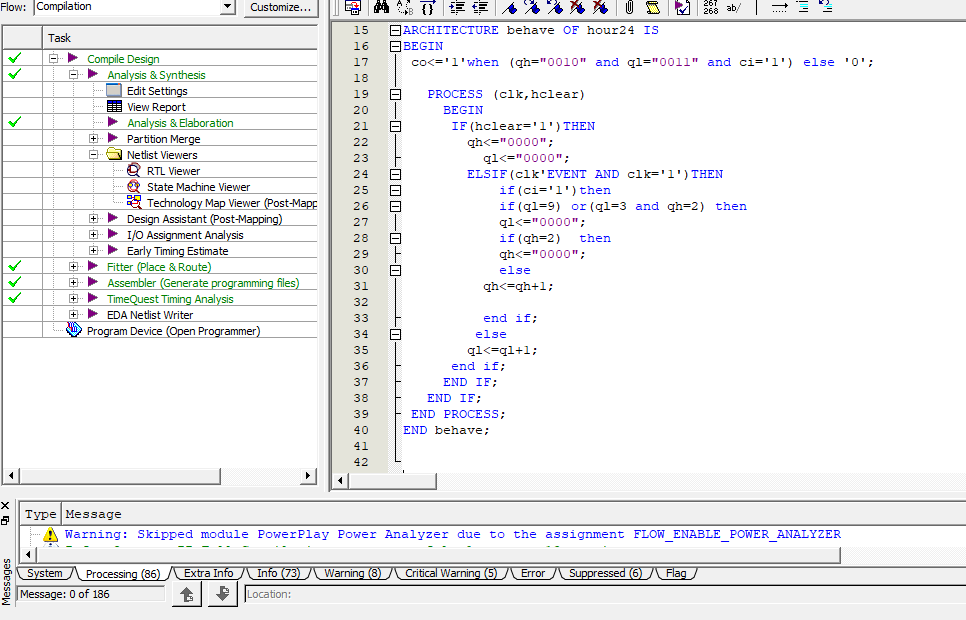 Flow: Compilation Customize...
Task
Compile Design
Analysis & Synthesis
Edit Settings
View Report
Analysis & Elaboration
Partition Merge
Netlist Viewers
RTL Viewer
State Machine Viewer
Technology Map Viewer (Post-Mapp
Design Assistant (Post-Mapping)
I/O Assignment Analysis
Early Timing Estimate
Fitter (Place & Route)
Assembler (Generate programming files)
TimeQuest Timing Analysis
EDA Netlist Writer
Program Device (Open Programmer)
267
268 ab/
15 ARCHITECTURE behave OF hour24 IS
16 BEGIN
17 co<='1'when (qh="0010" and ql="0011" and ci='1') else '0';
18
19 PROCESS (clk,hclear)
20 BEGIN
21 IF(hclear='1')THEN
22 qh<="0000";
23 ql<="0000";
24 ELSIF(clk'EVENT AND clk='1')THEN
25 if(ci='1')then
26 if(ql=9) or(ql=3 and qh=2) then
27 ql<="0000";
28 if(qh=2) then
29 qh<="0000";
30 else
31 qh<=qh+1;
32
33 end if;
34 else
35 ql<=ql+1;
36 end if;
37 END IF;
38 END IF;
39 END PROCESS;
40 END behave;
41
42
Type Message
Warning: Skipped module PowerPlay Power Analyzer due to the assignment FLOW_ENABLE_POWER_ANALYZER
System Processing (86) Extra Info Info (73) Warning (8) Critical Warning (5) Error Suppressed (6) Flag
Messages
Message: 0 of 186 Location: